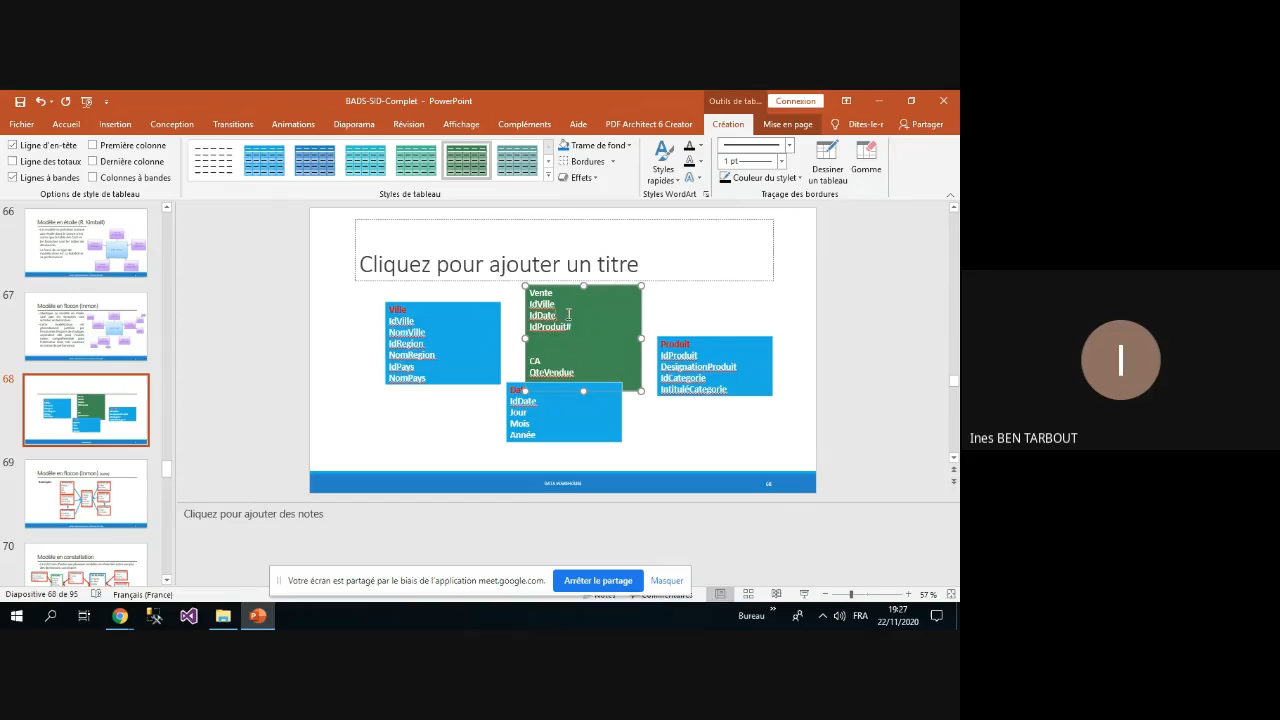 BADS-SID-Complet - PowerPoint
Outils de tab...
Connexion
Fichier
Accueil
Insertion
Conception
Transitions
Animations
Diaporama
Révision
Affichage
Compléments
Aide
PDF Architect 6 Creator
Création
Mise en page
Dites-le-r
Partager
Ligne d'en-tête
Première colonne
Ligne des totaux
Dernière colonne
Lignes à bandes
Colonnes à bandes
Options de style de tableau
Styles de tableau
Trame de fond
Bordures
Effets
Styles rapides
Styles WordArt
1 pt
Couleur du stylet
Dessiner un tableau
Gomme
Traçage des bordures
66
Modèle en étoile (R. Kimball)
67
Modèle en flocon (Inmon)
68
69
Modèle en flocon (Inmon)
70
Modèle en constellation
Cliquez pour ajouter un titre
Ville
IdVille
NomVille
IdRegion
NomRegion
IdPays
NomPays
Vente
IdVille
IdDate
IdProduit#
CA
QteVendue
IdDate
Jour
Mois
Année
Produit
IdProduit
DesignationProduit
IdCategorie
IntituléCategorie
DATA WAREHOUSE
68
Cliquez pour ajouter des notes
Votre écran est partagé par le biais de l'application meet.google.com.
Arrêter le partage
Masquer
Diapositive 68 de 95
Français (France)
57 %
Bureau
FRA
19:27
22/11/2020
I
Ines BEN TARBOUT